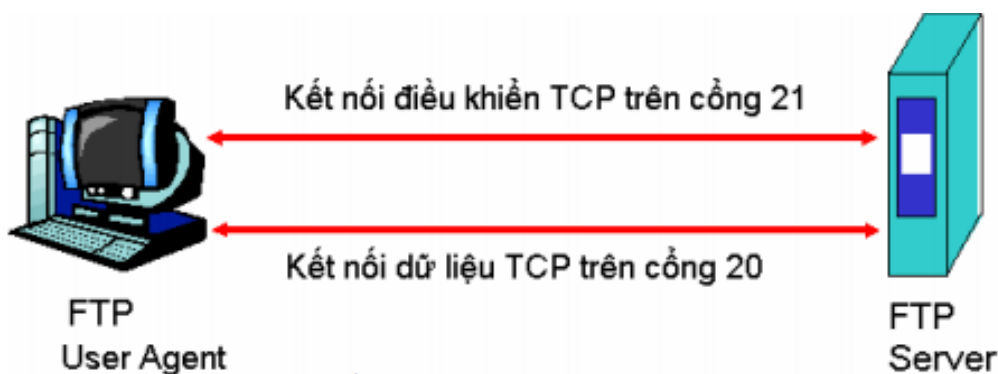 Kết nối điều khiển TCP trên cổng 21
Kết nối dữ liệu TCP trên cổng 20
FTP
User Agent
FTP
Server